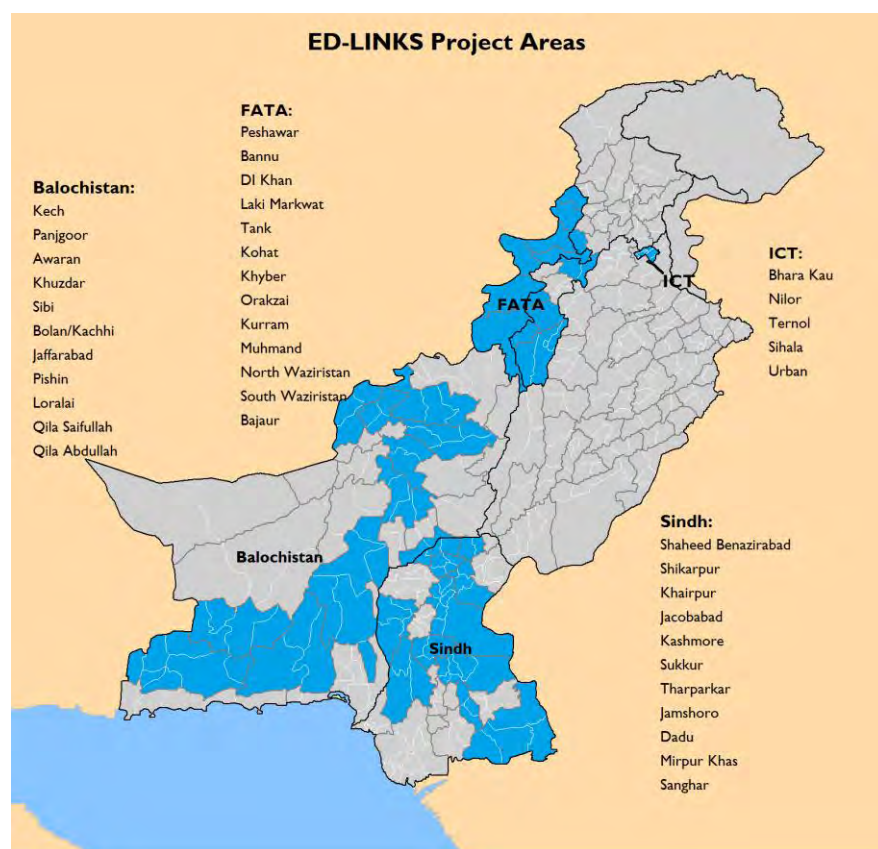 ED-LINKS Project Areas
FATA:
Peshawar
Bannu
DI Khan
Laki Markwat
Tank
Kohat
Khyber
Orakzai
Kurram
Muhmand
North Waziristan
South Waziristan
Bajaur
Balochistan:
Kech
Panjgoor
Awaran
Khuzdar
Sibi
Bolan/Kachhi
Jaffarabad
Pishin
Loralai
Qila Saifullah
Qila Abdullah
ICT:
Bhara Kau
Nilor
Ternol
Sihala
Urban
ICT
FATA
Balochistan
Sindh
Sindh:
Shaheed Benazirabad
Shikarpur
Khairpur
Jacobabad
Kashmore
Sukkur
Tharparkar
Jamshoro
Dadu
Mirpur Khas
Sanghar